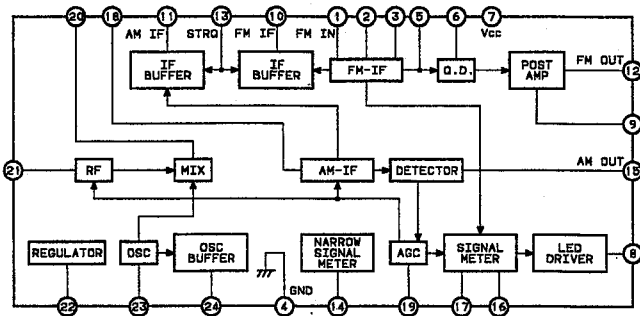 20 18 11 13 10 1 2 3 5 6 7
AM IF STRQ FM IF FM IN Vcc
IF BUFFER
IF BUFFER
FM-IF
Q.D.
POST AMP
FM OUT
12
9
21
RF
MIX
AM-IF
DETECTOR
AM OUT
15
REGULATOR
OSC
OSC BUFFER
GND
NARROW SIGNAL METER
AGC
SIGNAL METER
LED DRIVER
8
22 23 24 4 14 19 17 16